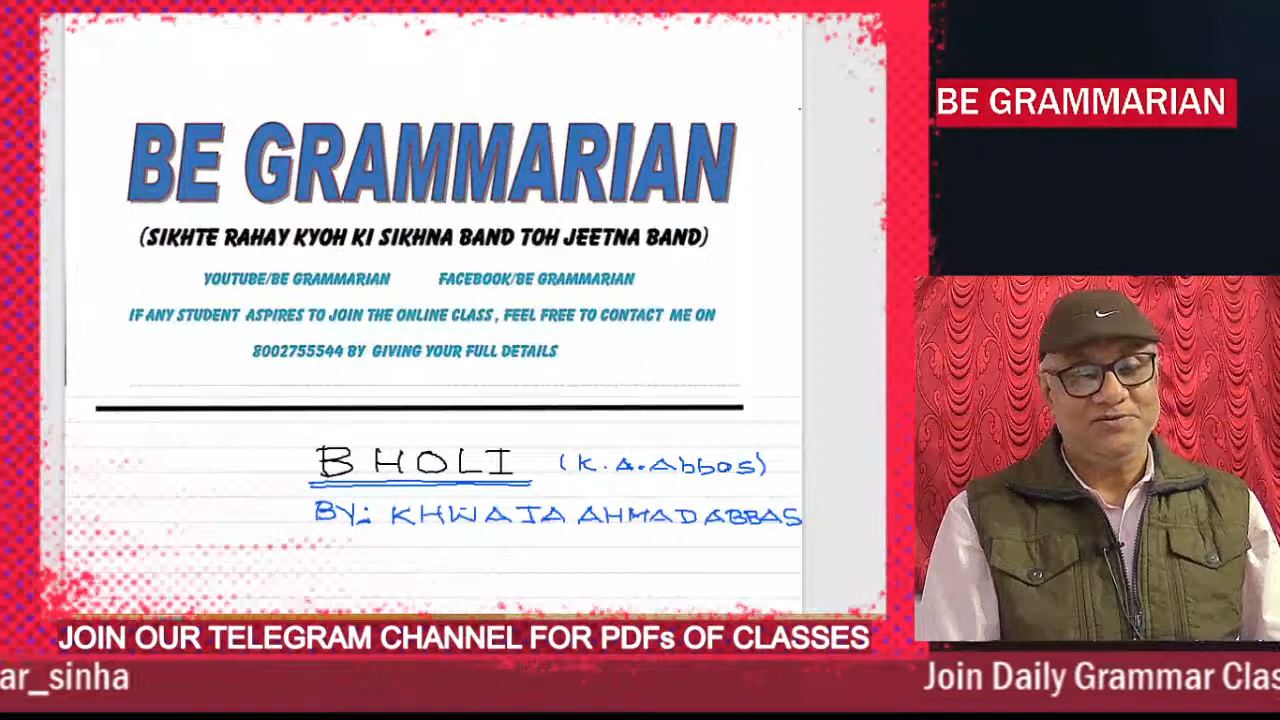 BE GRAMMARIAN
(SIKHTE RAHAY KYOH KI SIKHNA BAND TOH JEETNA BAND)
YOUTUBE/BE GRAMMARIAN FACEBOOK/BE GRAMMARIAN
IF ANY STUDENT ASPIRES TO JOIN THE ONLINE CLASS, FEEL FREE TO CONTACT ME ON
8002755544 BY GIVING YOUR FULL DETAILS
BHOLI (K.A.Abbas)
BY: KHWAJA AHMAD ABBAS
BE GRAMMARIAN
JOIN OUR TELEGRAM CHANNEL FOR PDFs OF CLASSES
ar_sinha Join Daily Grammar Clas